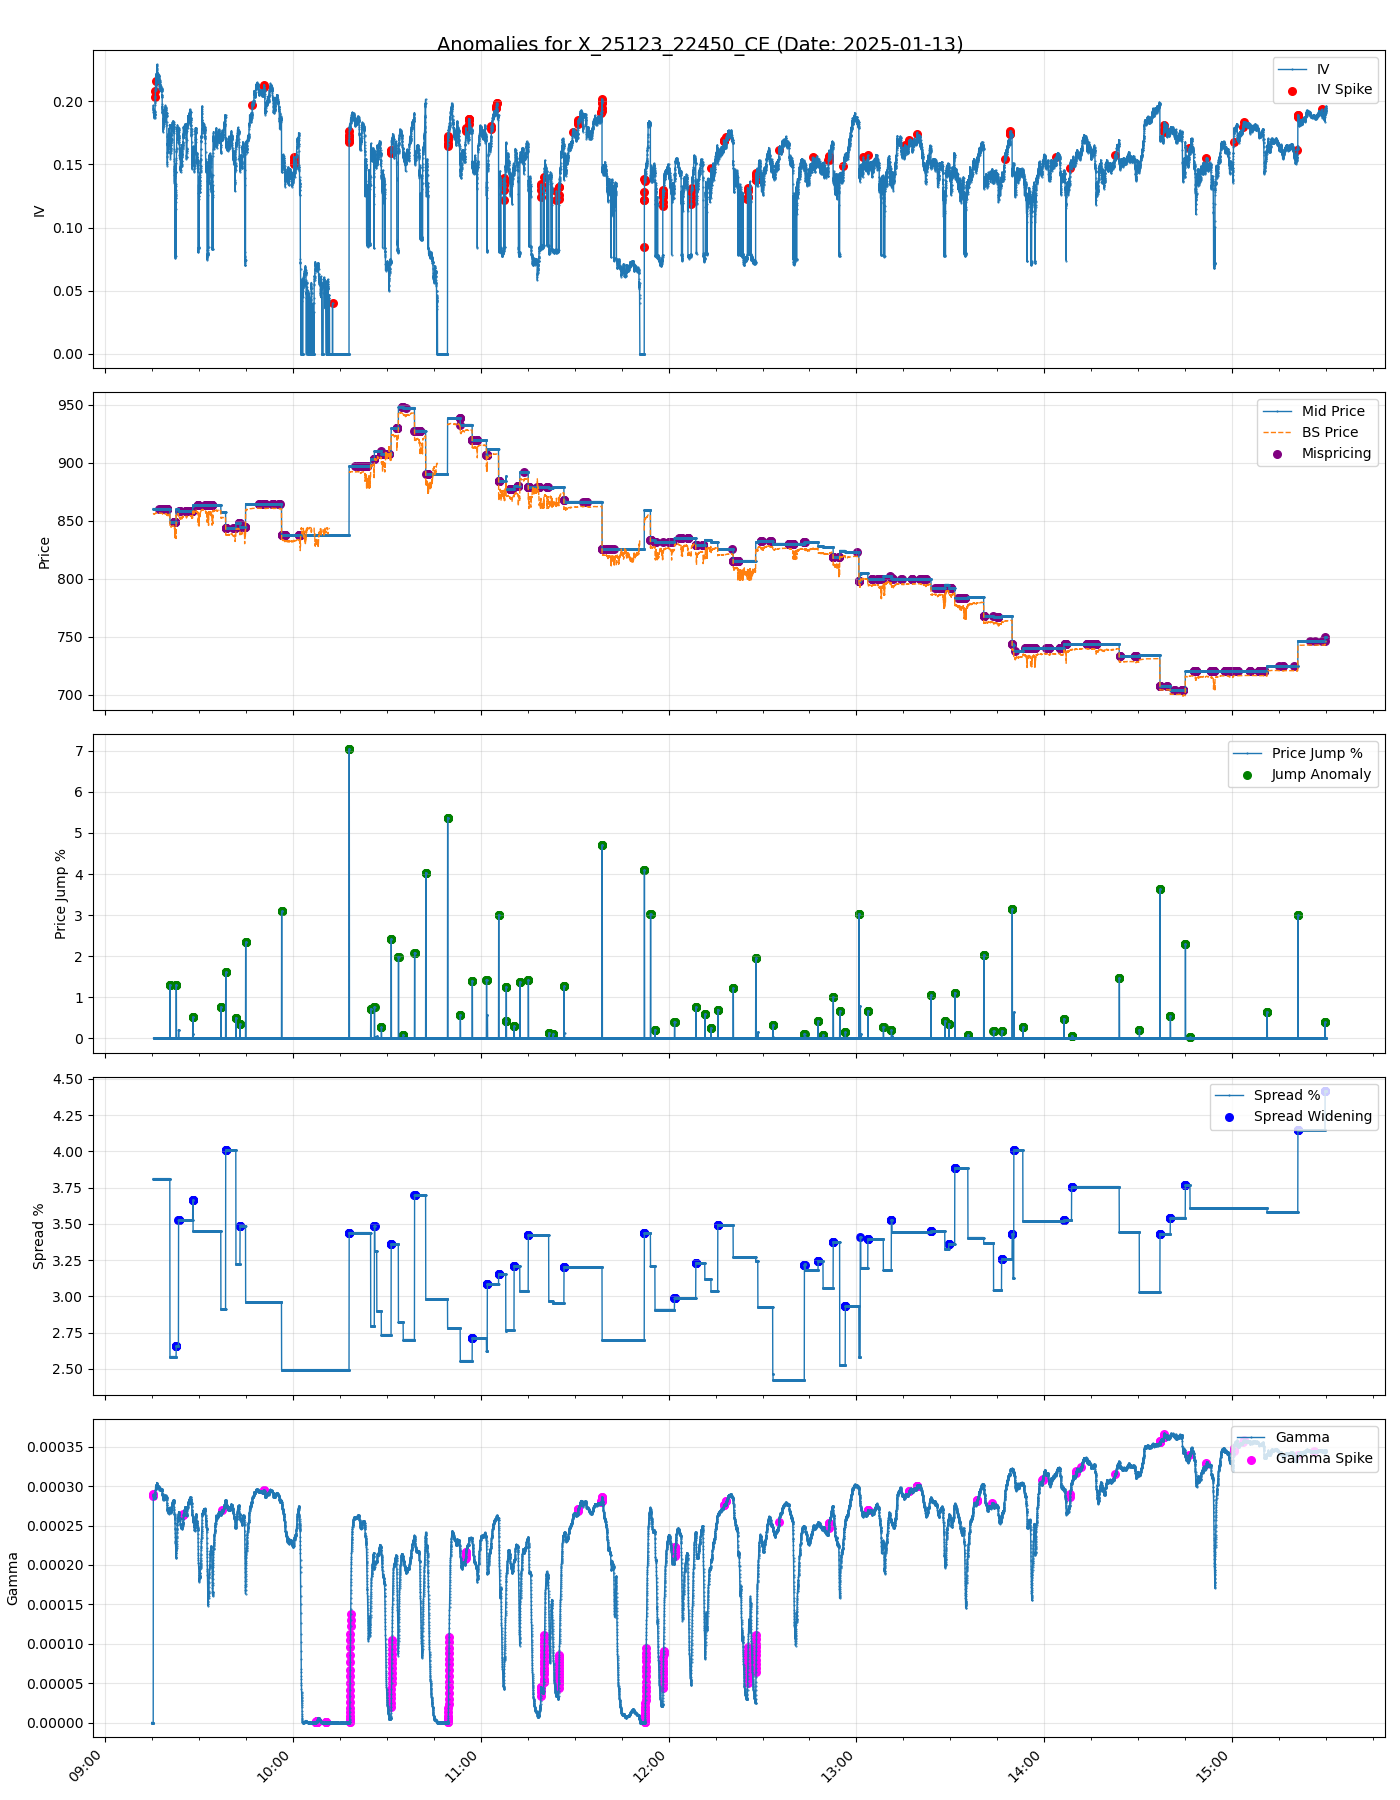 Anomalies for X_25123_22450_CE (Date: 2025-01-13)
IV
IV Spike
0.20
0.15
0.10
0.05
0.00
IV
Mid Price
BS Price
Mispricing
950
900
850
800
750
700
Price
Price Jump %
Jump Anomaly
7
6
5
4
3
2
1
0
Price Jump %
Spread %
Spread Widening
4.50
4.25
4.00
3.75
3.50
3.25
3.00
2.75
2.50
Spread %
Gamma
Gamma Spike
0.00035
0.00030
0.00025
0.00020
0.00015
0.00010
0.00005
0.00000
Gamma
09:00
10:00
11:00
12:00
13:00
14:00
15:00